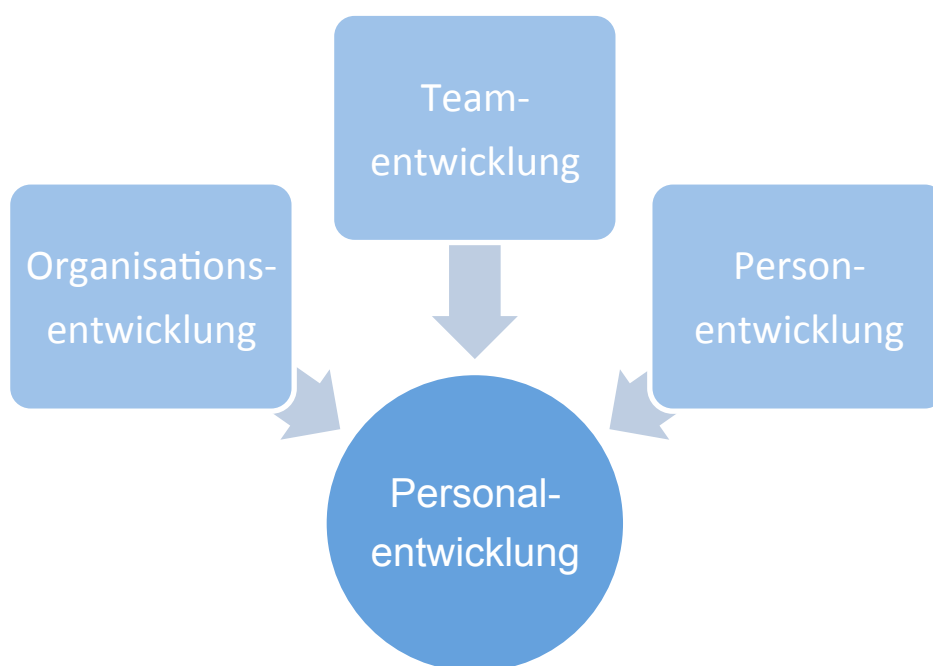 Team-
entwicklung
Organisations-
entwicklung
Person-
entwicklung
Personal-
entwicklung